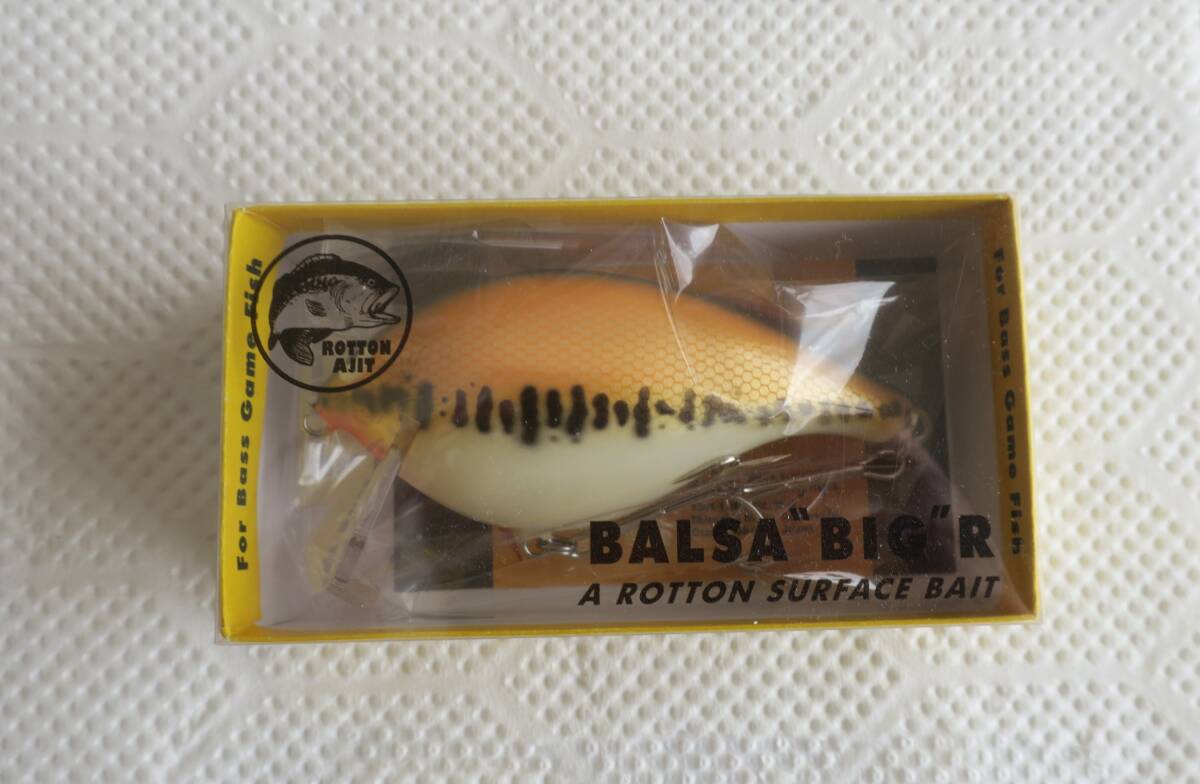 For Bass Game Fish
ROTTON
AJIT
For Bass Game Fish
BALSA "BIG" R
A ROTTON SURFACE BAIT